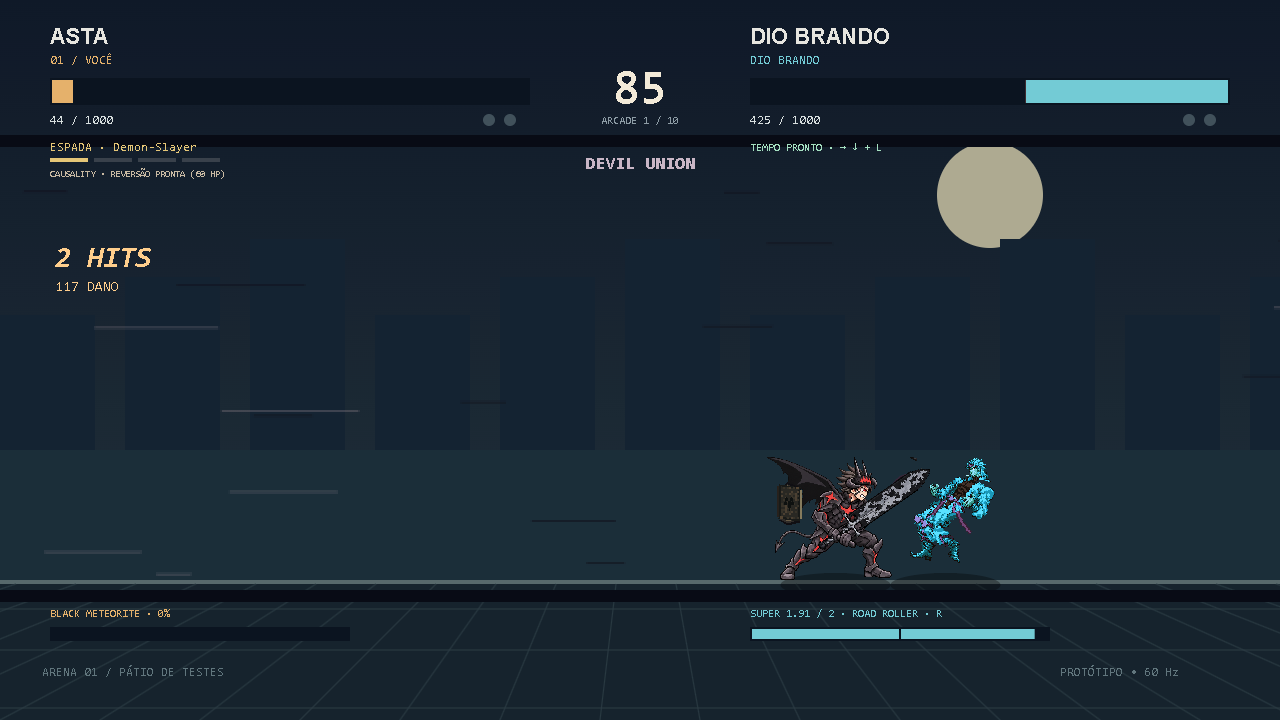 ASTA
01 / VOCÊ
44 / 1000
85
ARCADE 1 / 10
DIO BRANDO
DIO BRANDO
425 / 1000
ESPADA · Demon-Slayer
CAUSALITY · REVERSÃO PRONTA (60 HP)
DEVIL UNION
TEMPO PRONTO · → ↓ + L
2 HITS
117 DANO
BLACK METEORITE · 0%
SUPER 1.91 / 2 · ROAD ROLLER · R
ARENA 01 / PÁTIO DE TESTES
PROTÓTIPO • 60 Hz